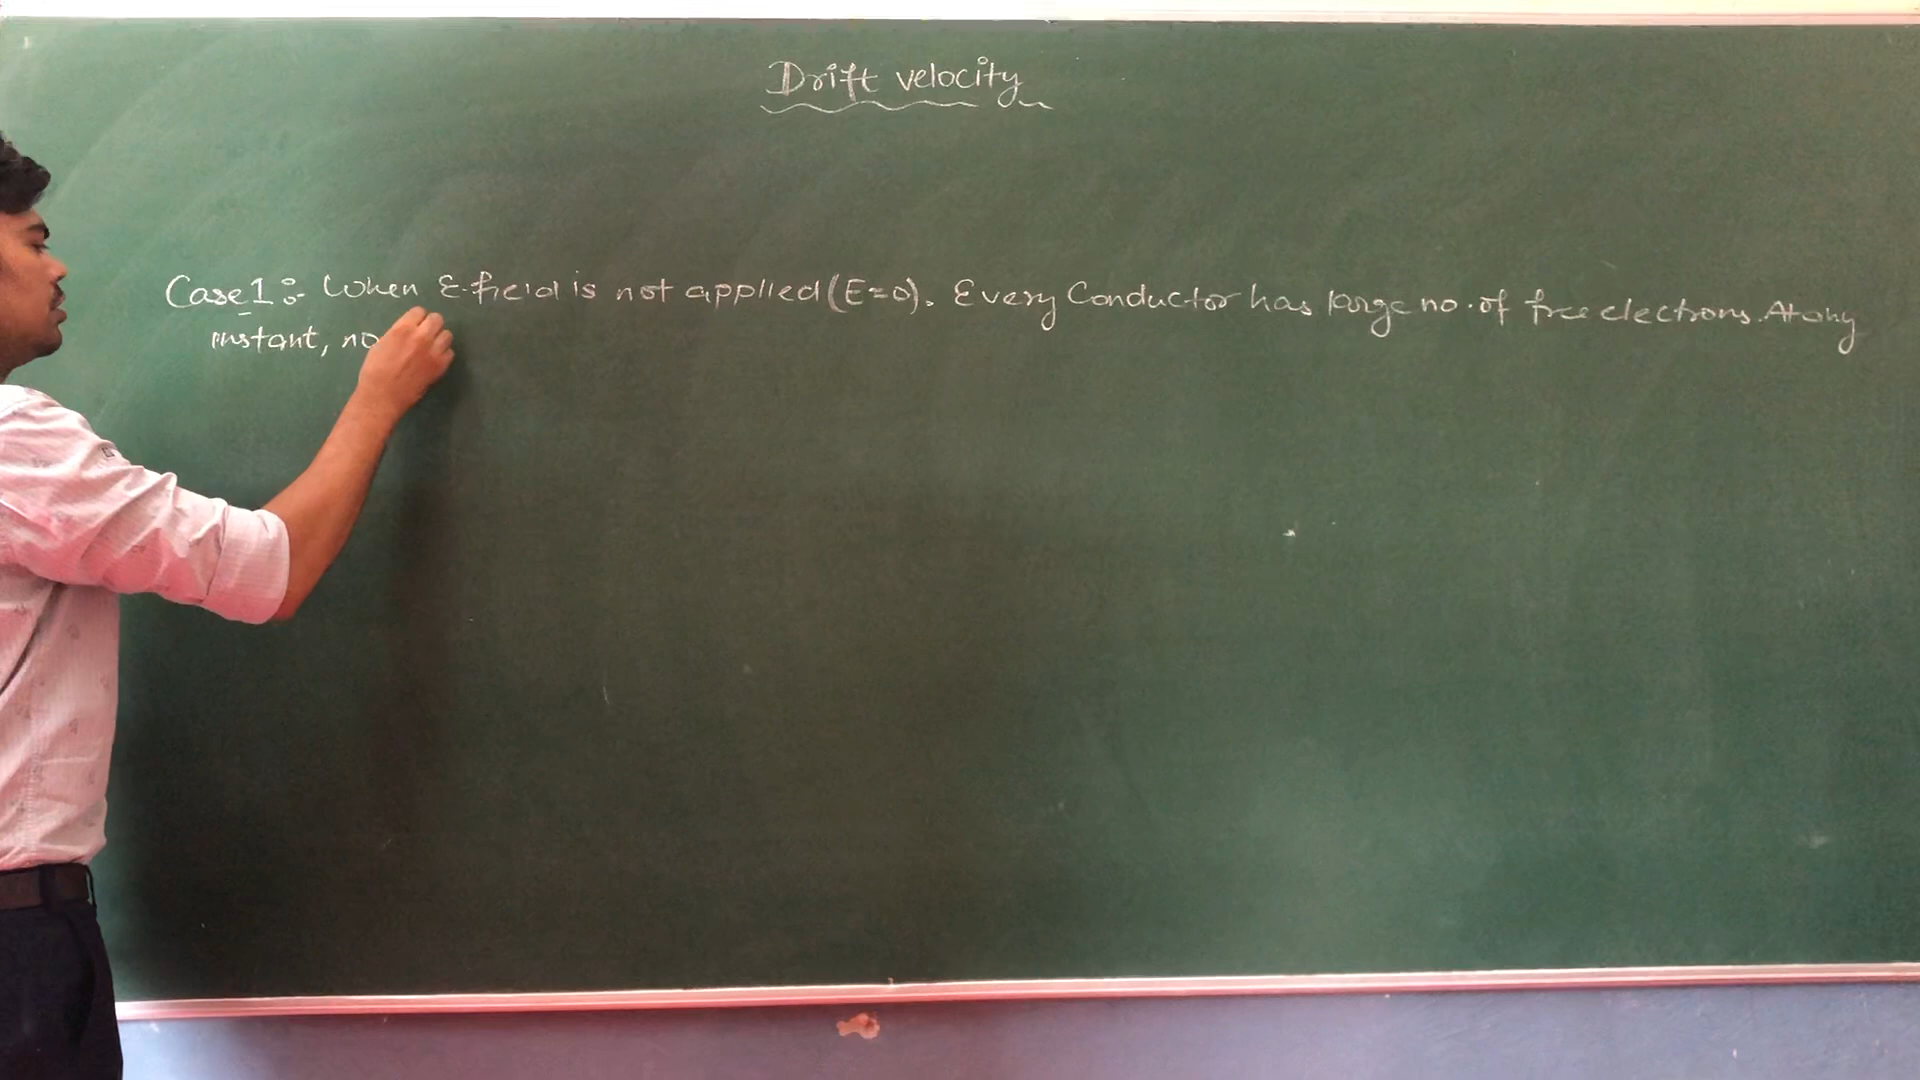 Drift velocity
Case 1 :- When E-field is not applied (E=0). Every Conductor has large no. of free electrons. At any
instant, no